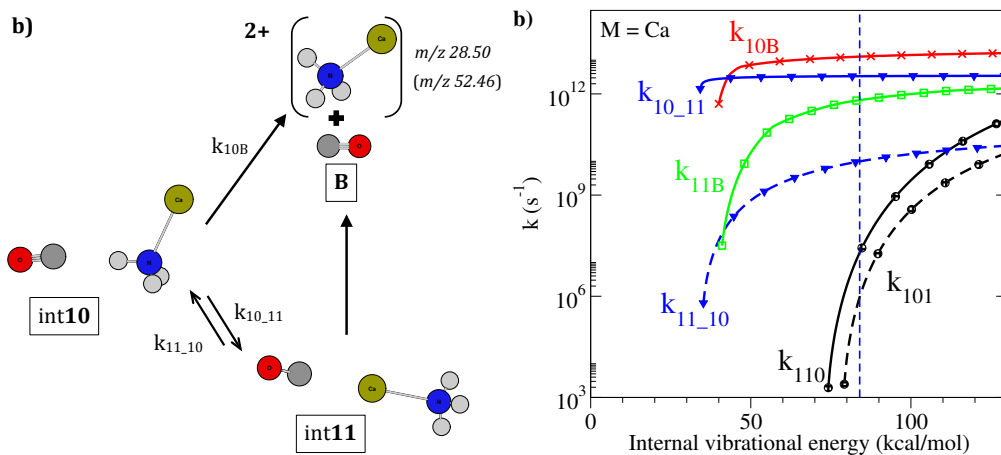 b)
2+
Ca
N
m/z 28.50
(m/z 52.46)
+
O
B
k10B
Ca
O
N
int10
k10_11
k11_10
O
Ca
N
int11
b)
M = Ca
k10B
k10_11
k11B
k11_10
k101
k110
10^12
10^9
10^6
10^3
k (s^-1)
0
50
100
Internal vibrational energy (kcal/mol)